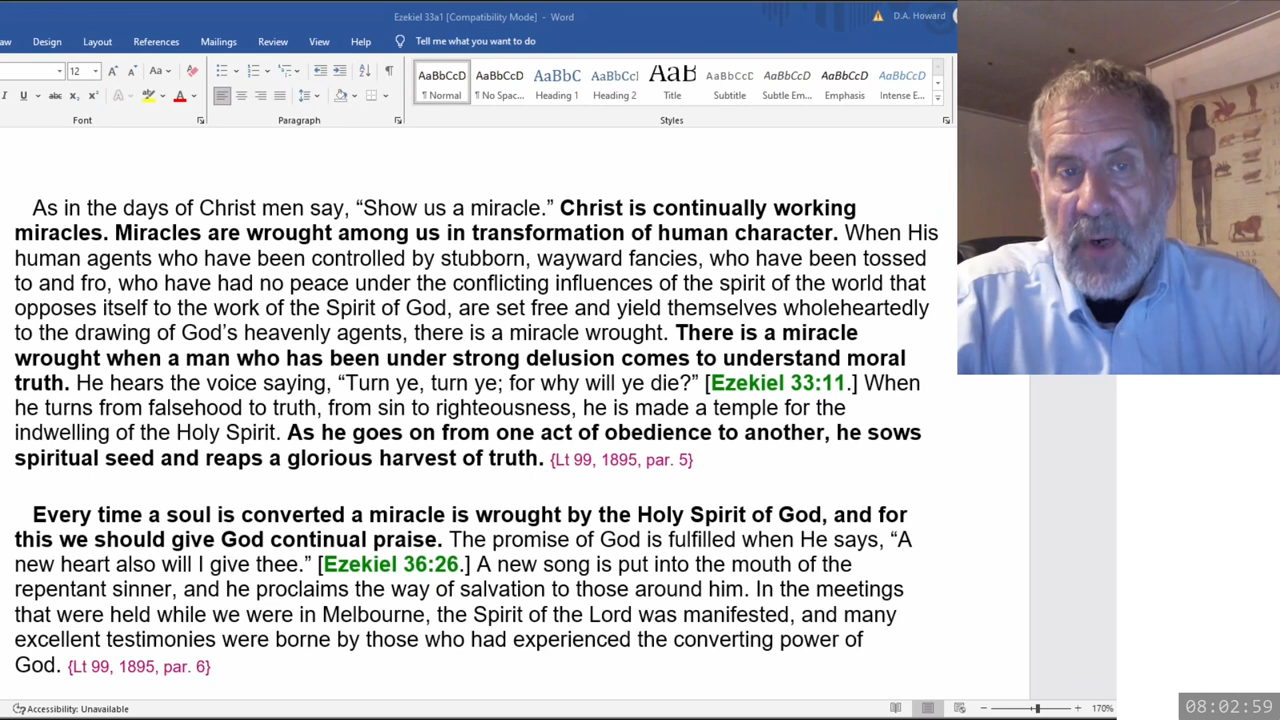 Ezekiel 33a1 [Compatibility Mode] - Word
D.A. Howard
aw Design Layout References Mailings Review View Help Tell me what you want to do
12 Aa
AaBbCcD AaBbCcD AaBbC AaBbCc AaB AaBbCcD AaBbCcD AaBbCcD AaBbCcD
¶ Normal ¶ No Spac... Heading 1 Heading 2 Title Subtitle Subtle Em... Emphasis Intense E...
Font Paragraph Styles
As in the days of Christ men say, “Show us a miracle.” Christ is continually working
miracles. Miracles are wrought among us in transformation of human character. When His
human agents who have been controlled by stubborn, wayward fancies, who have been tossed
to and fro, who have had no peace under the conflicting influences of the spirit of the world that
opposes itself to the work of the Spirit of God, are set free and yield themselves wholeheartedly
to the drawing of God’s heavenly agents, there is a miracle wrought. There is a miracle
wrought when a man who has been under strong delusion comes to understand moral
truth. He hears the voice saying, “Turn ye, turn ye; for why will ye die?” [Ezekiel 33:11.] When
he turns from falsehood to truth, from sin to righteousness, he is made a temple for the
indwelling of the Holy Spirit. As he goes on from one act of obedience to another, he sows
spiritual seed and reaps a glorious harvest of truth. {Lt 99, 1895, par. 5}
Every time a soul is converted a miracle is wrought by the Holy Spirit of God, and for
this we should give God continual praise. The promise of God is fulfilled when He says, “A
new heart also will I give thee.” [Ezekiel 36:26.] A new song is put into the mouth of the
repentant sinner, and he proclaims the way of salvation to those around him. In the meetings
that were held while we were in Melbourne, the Spirit of the Lord was manifested, and many
excellent testimonies were borne by those who had experienced the converting power of
God. {Lt 99, 1895, par. 6}
Accessibility: Unavailable
170%
08:02:59